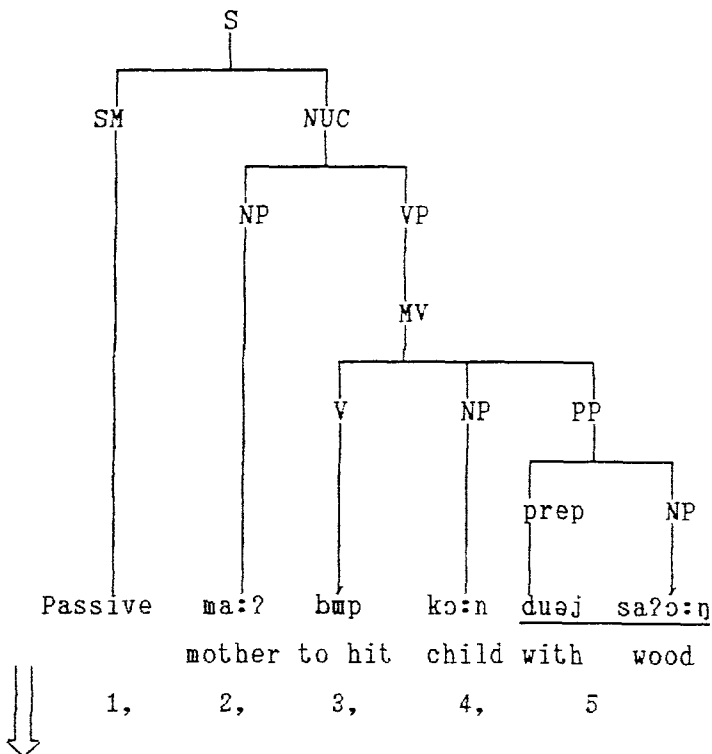 S
SM NUC
NP VP
MV
V NP PP
prep NP
Passive ma:ʔ bɯp kɔ:n duəj saʔɔ:ŋ
mother to hit child with wood
1, 2, 3, 4, 5